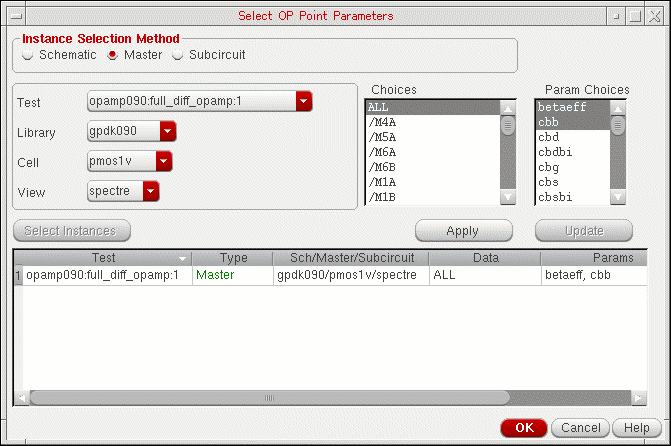 Select OP Point Parameters
Instance Selection Method
Schematic Master Subcircuit
Test opamp090:full_diff_opamp:1
Library gpdk090
Cell pmos1v
View spectre
Choices
ALL
/M4A
/M5A
/M6A
/M6B
/M1A
/M1B
Param Choices
betaeff
cbb
cbd
cbdbi
cbg
cbs
cbsbi
Select Instances Apply Update
Test Type Sch/Master/Subcircuit Data Params
1 opamp090:full_diff_opamp:1 Master gpdk090/pmos1v/spectre ALL betaeff, cbb
OK Cancel Help